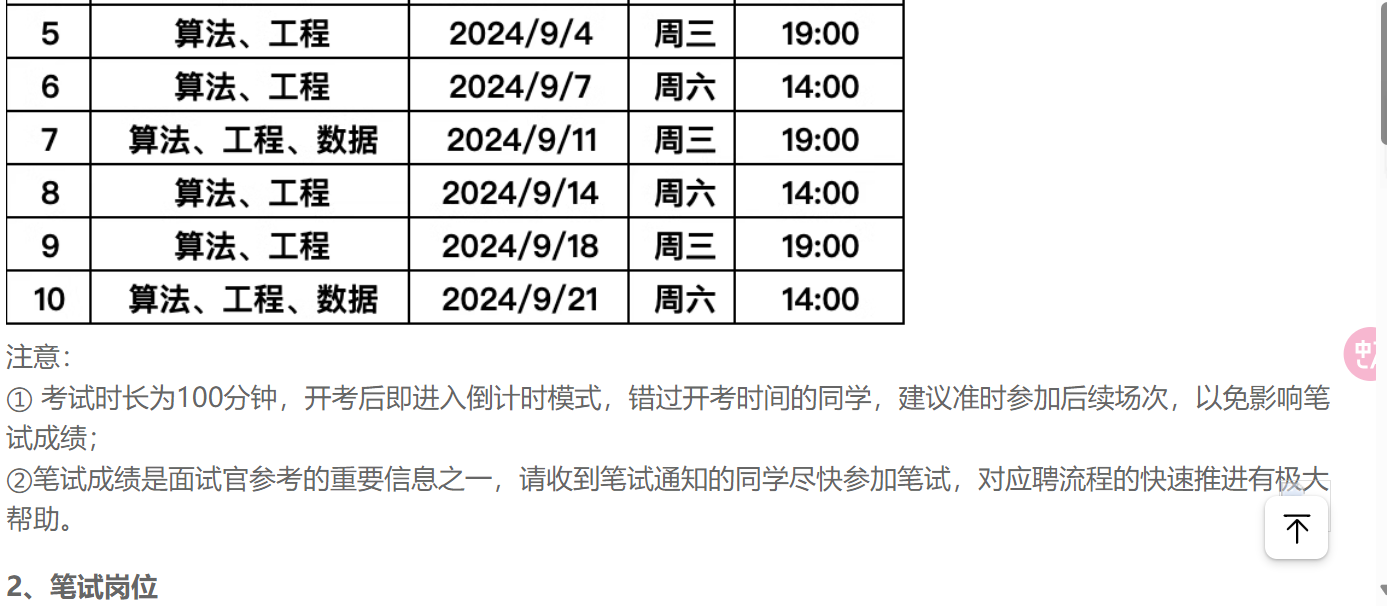 5 算法、工程 2024/9/4 周三 19:00
6 算法、工程 2024/9/7 周六 14:00
7 算法、工程、数据 2024/9/11 周三 19:00
8 算法、工程 2024/9/14 周六 14:00
9 算法、工程 2024/9/18 周三 19:00
10 算法、工程、数据 2024/9/21 周六 14:00
注意：
① 考试时长为100分钟，开考后即进入倒计时模式，错过开考时间的同学，建议准时参加后续场次，以免影响笔
试成绩；
②笔试成绩是面试官参考的重要信息之一，请收到笔试通知的同学尽快参加笔试，对应聘流程的快速推进有极大
帮助。
2、笔试岗位